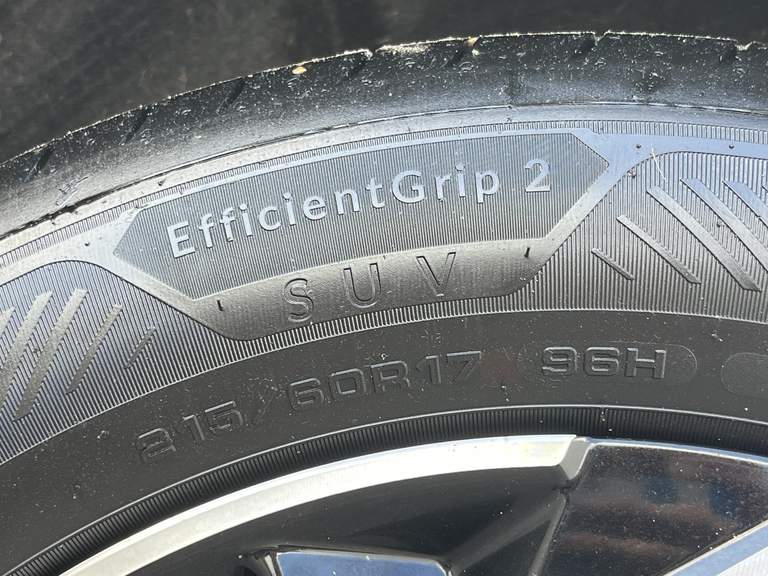 EfficientGrip 2
SUV
215/60R17 96H